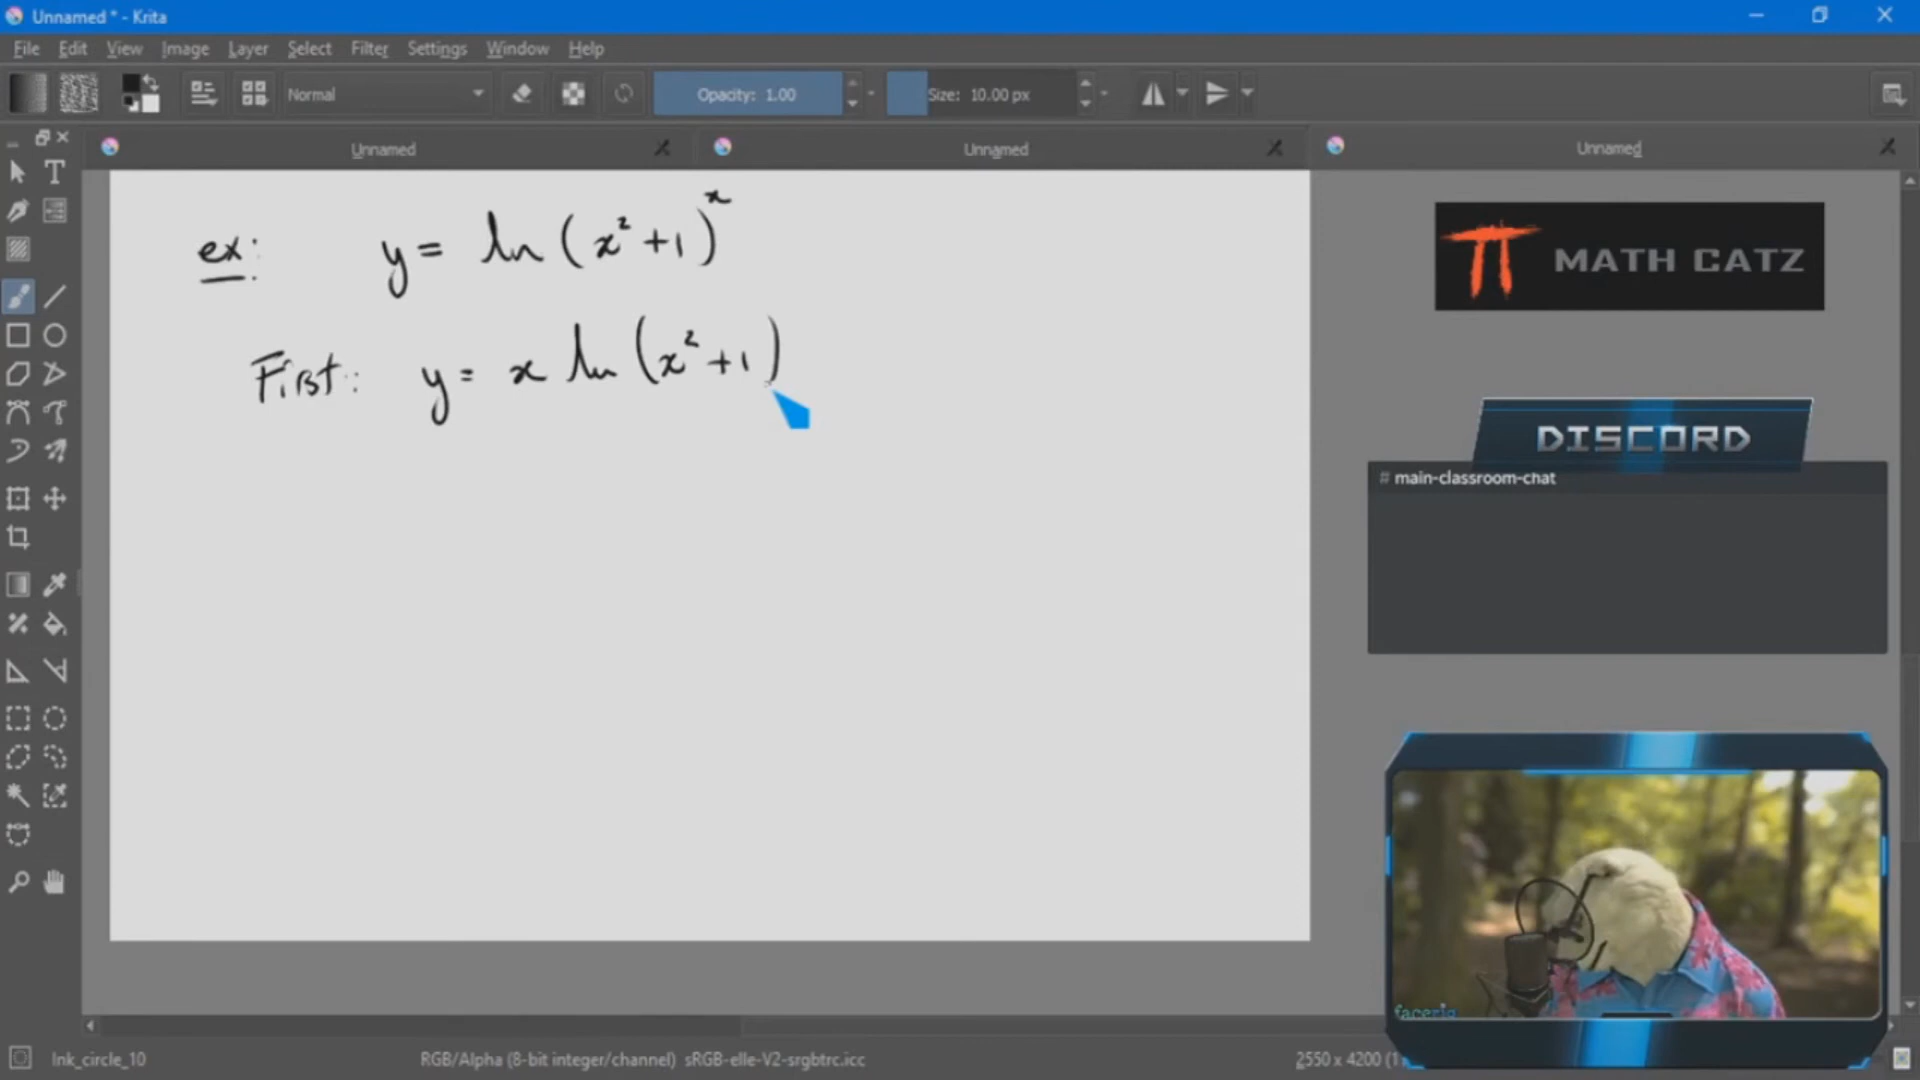 Unnamed * - Krita
File Edit View Image Layer Select Filter Settings Window Help
Normal Opacity: 1.00 Size: 10.00 px
Unnamed Unnamed Unnamed
ex: y = ln (x²+1)^x
First: y = x ln (x²+1)
π MATH CATZ
DISCORD
# main-classroom-chat
facerig
Ink_circle_10 RGB/Alpha (8-bit integer/channel) sRGB-elle-V2-srgbtrc.icc 2550 x 4200 (1